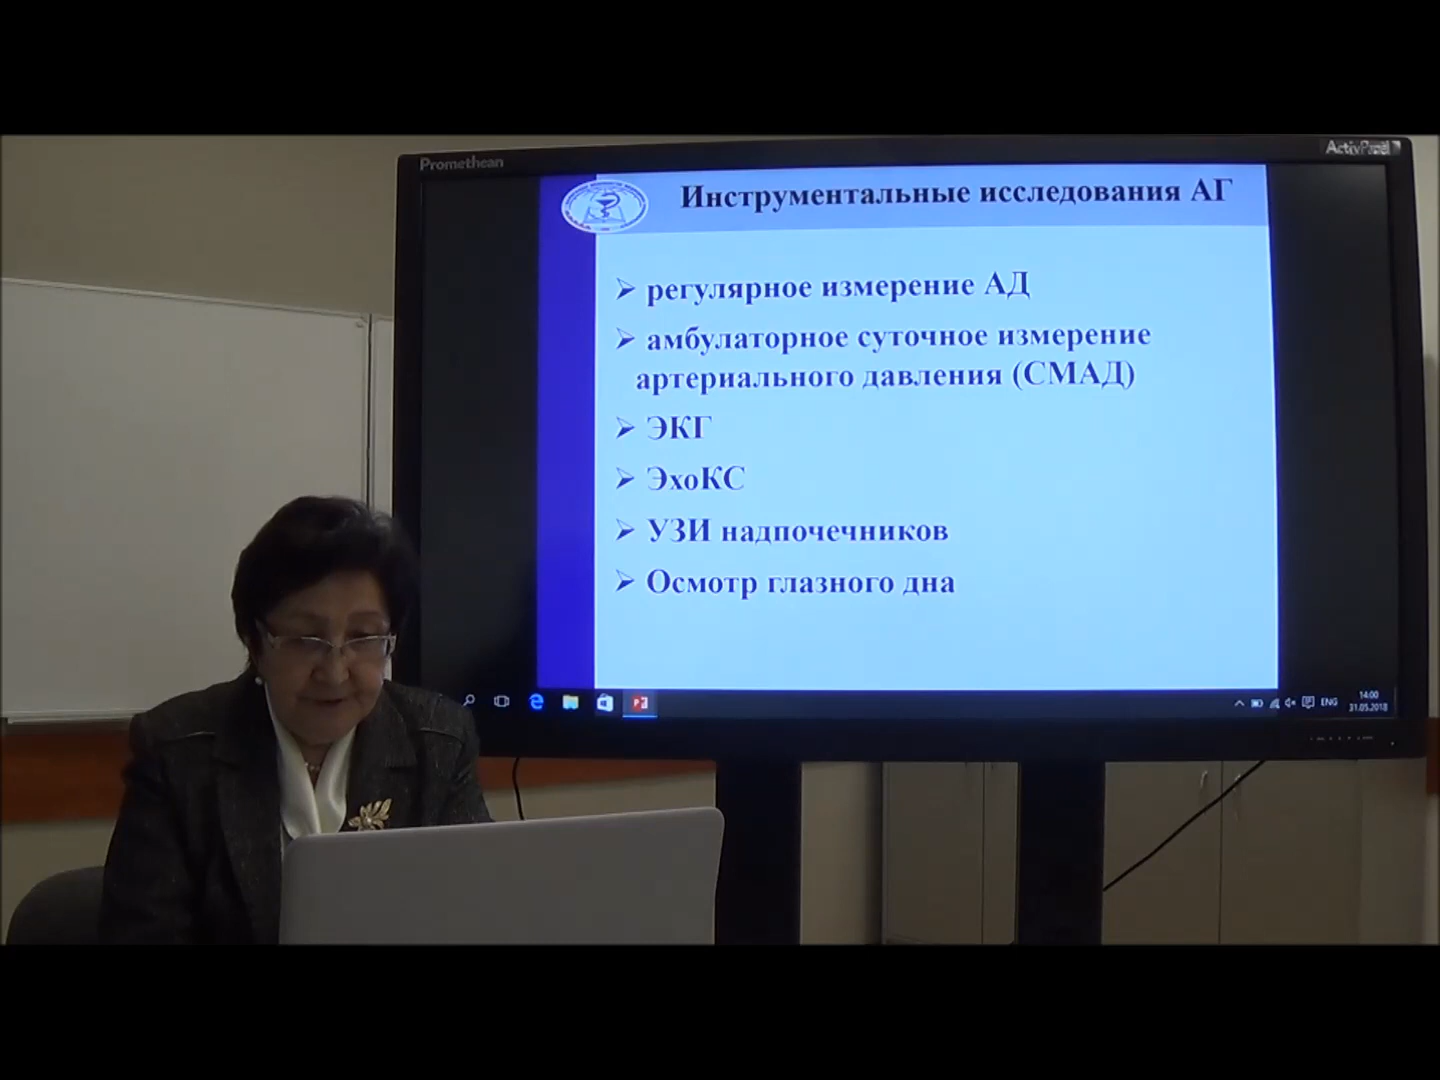 Promethean
Инструментальные исследования АГ
➢ регулярное измерение АД
➢ амбулаторное суточное измерение
артериального давления (СМАД)
➢ ЭКГ
➢ ЭхоКС
➢ УЗИ надпочечников
➢ Осмотр глазного дна
ENG
14:00
31.05.2018